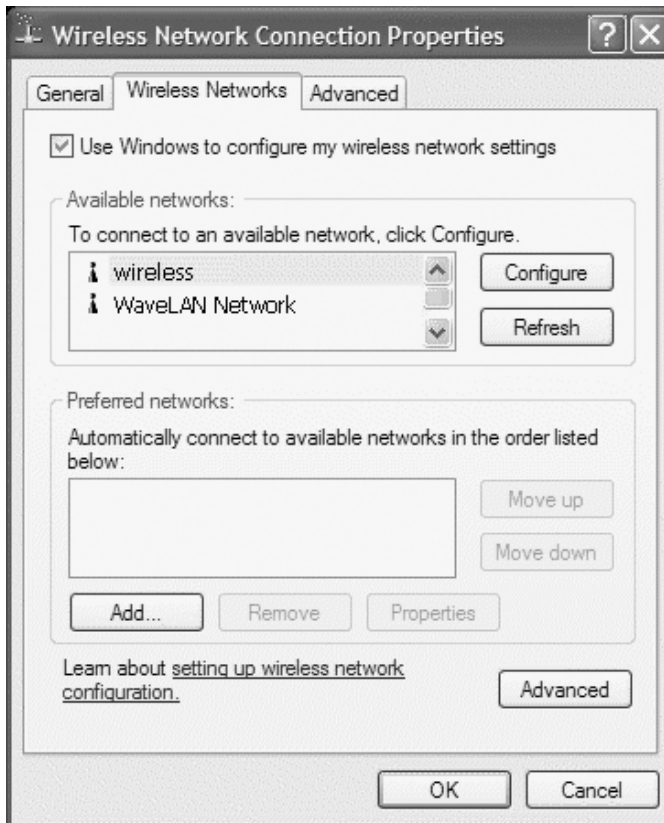 Wireless Network Connection Properties
General Wireless Networks Advanced
Use Windows to configure my wireless network settings
Available networks:
To connect to an available network, click Configure.
wireless
WaveLAN Network
Configure
Refresh
Preferred networks:
Automatically connect to available networks in the order listed
below:
Move up
Move down
Add... Remove Properties
Learn about setting up wireless network
configuration.
Advanced
OK Cancel